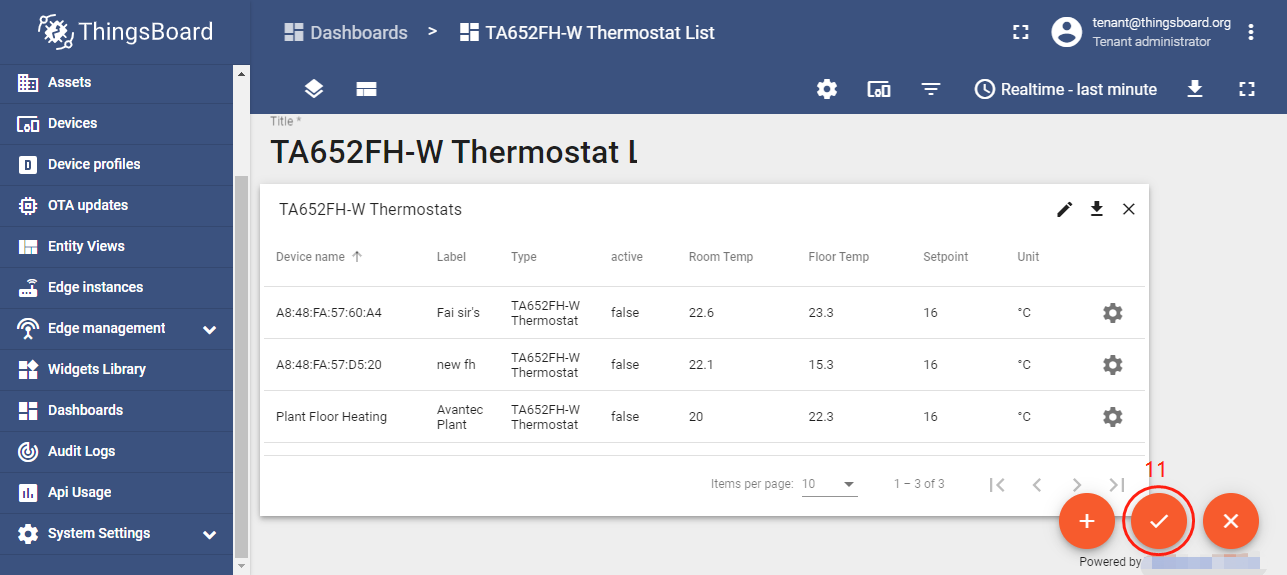 ThingsBoard
Dashboards > TA652FH-W Thermostat List
tenant@thingsboard.org
Tenant administrator
Assets
Devices
Device profiles
OTA updates
Entity Views
Edge instances
Edge management
Widgets Library
Dashboards
Audit Logs
Api Usage
System Settings
Realtime - last minute
Title *
TA652FH-W Thermostat L
TA652FH-W Thermostats
Device name Label Type active Room Temp Floor Temp Setpoint Unit
A8:48:FA:57:60:A4 Fai sir's TA652FH-W Thermostat false 22.6 23.3 16 °C
A8:48:FA:57:D5:20 new fh TA652FH-W Thermostat false 22.1 15.3 16 °C
Plant Floor Heating Avantec Plant TA652FH-W Thermostat false 20 22.3 16 °C
Items per page: 10 1 – 3 of 3
11
Powered by